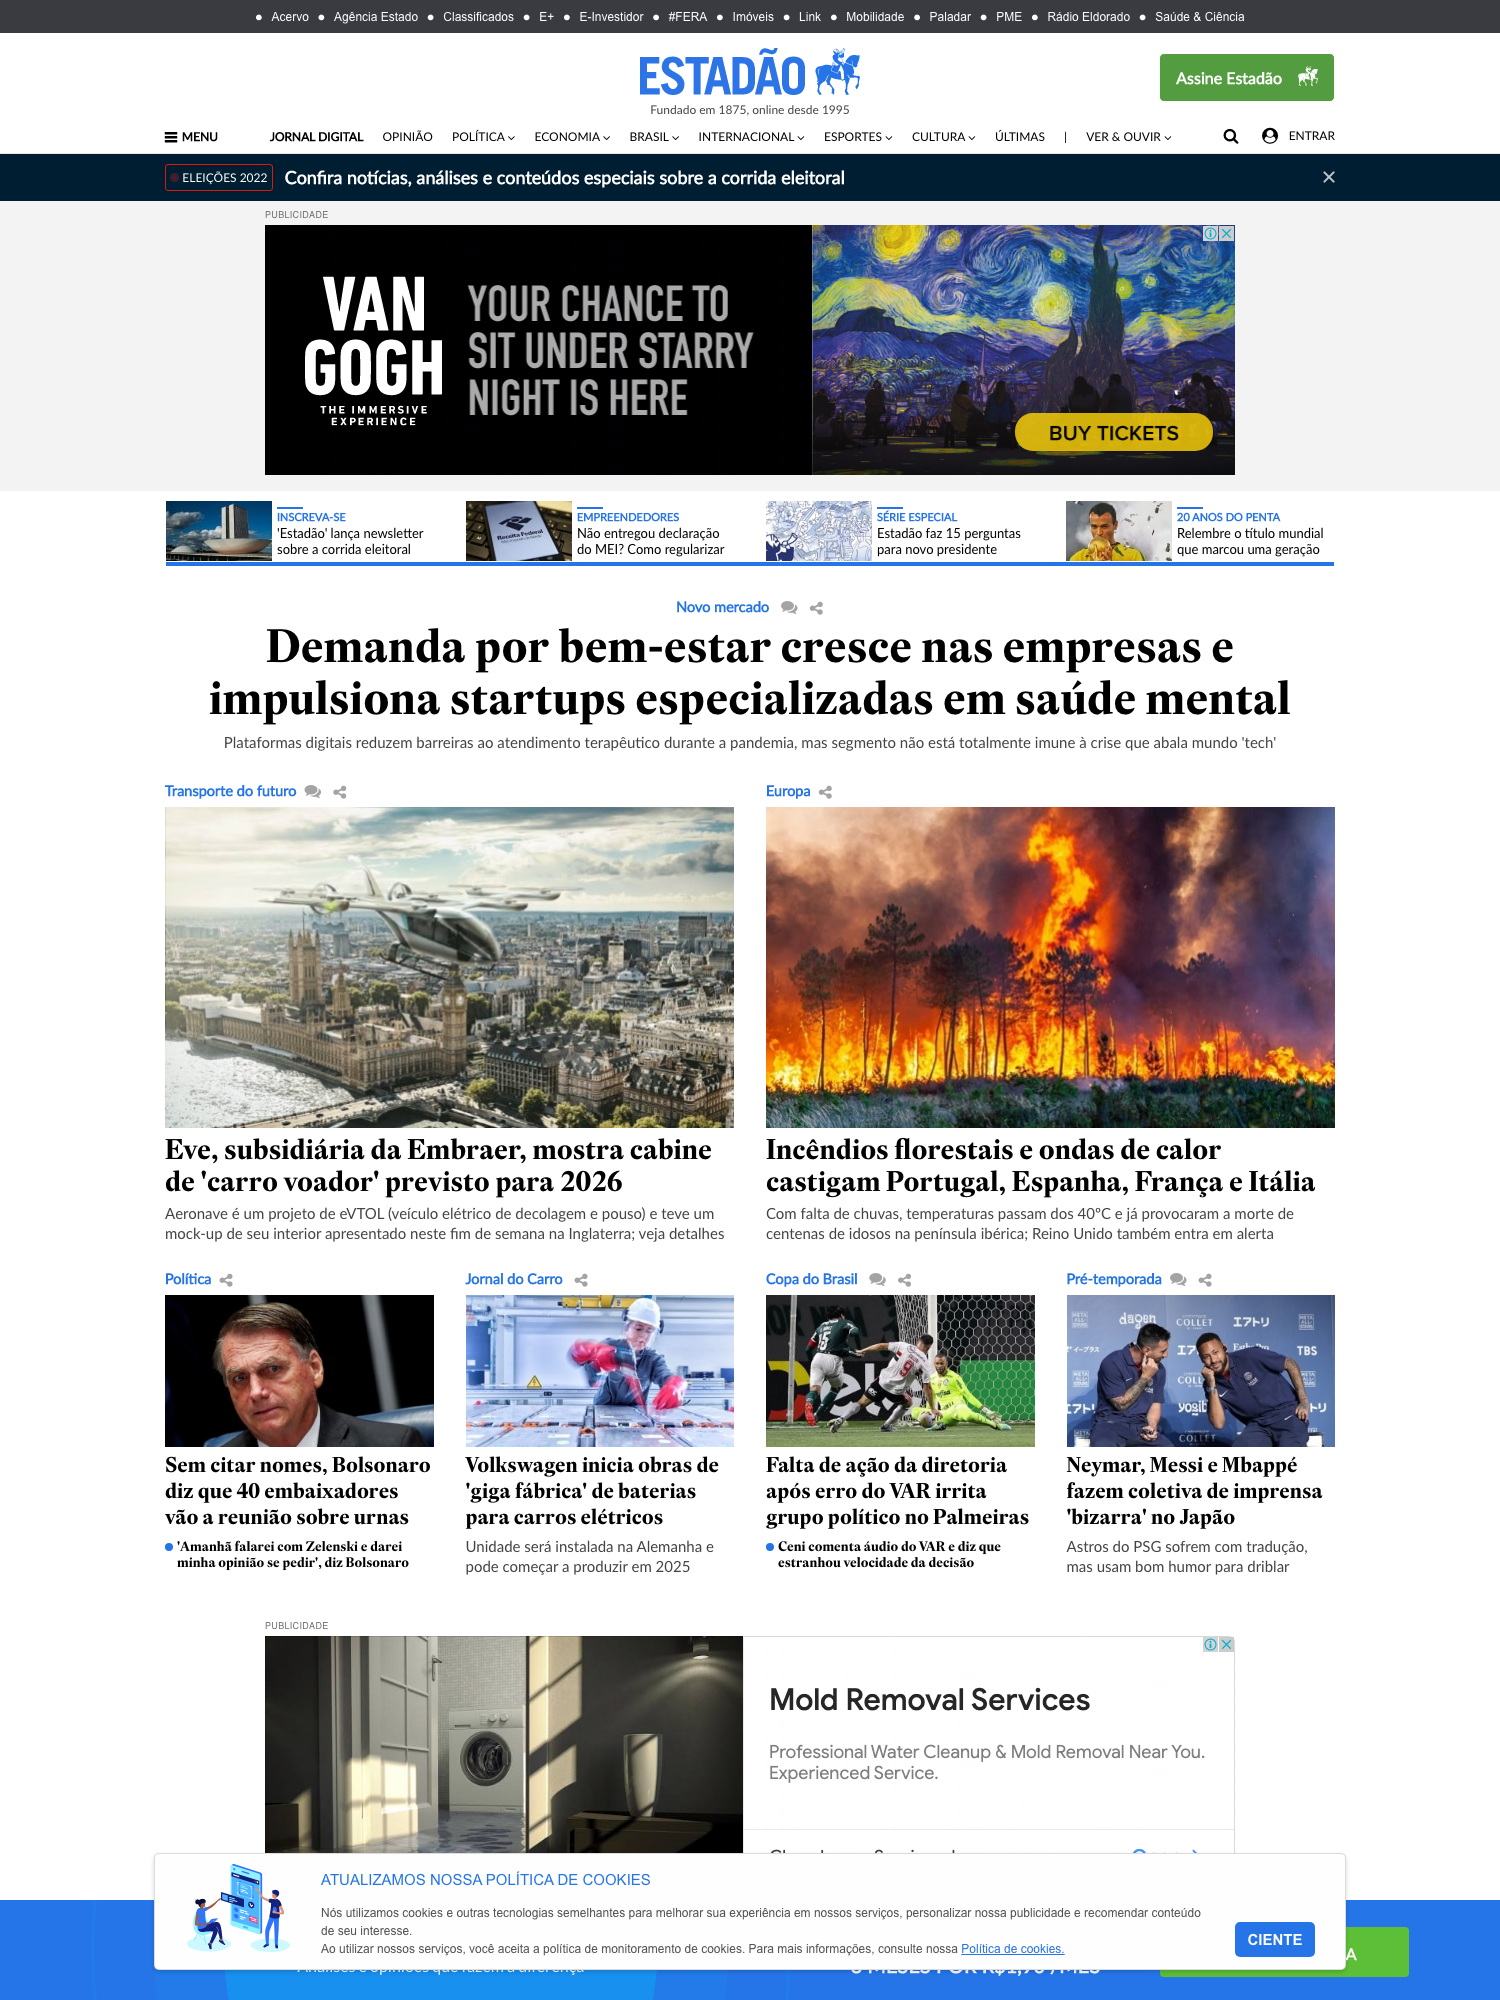 Acervo Agência Estado Classificados E+ E-Investidor #FERA Imóveis Link Mobilidade Paladar PME Rádio Eldorado Saúde & Ciência
ESTADÃO
Fundado em 1875, online desde 1995
Assine Estadão
MENU JORNAL DIGITAL OPINIÃO POLÍTICA ECONOMIA BRASIL INTERNACIONAL ESPORTES CULTURA ÚLTIMAS | VER & OUVIR ENTRAR
ELEIÇÕES 2022 Confira notícias, análises e conteúdos especiais sobre a corrida eleitoral
PUBLICIDADE
VAN
GOGH
THE IMMERSIVE
EXPERIENCE
YOUR CHANCE TO
SIT UNDER STARRY
NIGHT IS HERE
BUY TICKETS
INSCREVA-SE
'Estadão' lança newsletter
sobre a corrida eleitoral
Receita Federal
EMPREENDEDORES
Não entregou declaração
do MEI? Como regularizar
SÉRIE ESPECIAL
Estadão faz 15 perguntas
para novo presidente
20 ANOS DO PENTA
Relembre o título mundial
que marcou uma geração
Novo mercado
Demanda por bem-estar cresce nas empresas e
impulsiona startups especializadas em saúde mental
Plataformas digitais reduzem barreiras ao atendimento terapêutico durante a pandemia, mas segmento não está totalmente imune à crise que abala mundo 'tech'
Transporte do futuro
Eve, subsidiária da Embraer, mostra cabine
de 'carro voador' previsto para 2026
Aeronave é um projeto de eVTOL (veículo elétrico de decolagem e pouso) e teve um
mock-up de seu interior apresentado neste fim de semana na Inglaterra; veja detalhes
Europa
Incêndios florestais e ondas de calor
castigam Portugal, Espanha, França e Itália
Com falta de chuvas, temperaturas passam dos 40ºC e já provocaram a morte de
centenas de idosos na península ibérica; Reino Unido também entra em alerta
Política
Sem citar nomes, Bolsonaro
diz que 40 embaixadores
vão a reunião sobre urnas
'Amanhã falarei com Zelenski e darei
minha opinião se pedir', diz Bolsonaro
Jornal do Carro
Volkswagen inicia obras de
'giga fábrica' de baterias
para carros elétricos
Unidade será instalada na Alemanha e
pode começar a produzir em 2025
Copa do Brasil
15
9
Falta de ação da diretoria
após erro do VAR irrita
grupo político no Palmeiras
Ceni comenta áudio do VAR e diz que
estranhou velocidade da decisão
Pré-temporada
dagen
COLLET
エアトリ
TBS
yogib
COLLET
Neymar, Messi e Mbappé
fazem coletiva de imprensa
'bizarra' no Japão
Astros do PSG sofrem com tradução,
mas usam bom humor para driblar
PUBLICIDADE
Mold Removal Services
Professional Water Cleanup & Mold Removal Near You.
Experienced Service.
ATUALIZAMOS NOSSA POLÍTICA DE COOKIES
Nós utilizamos cookies e outras tecnologias semelhantes para melhorar sua experiência em nossos serviços, personalizar nossa publicidade e recomendar conteúdo
de seu interesse.
Ao utilizar nossos serviços, você aceita a política de monitoramento de cookies. Para mais informações, consulte nossa Política de cookies.
CIENTE